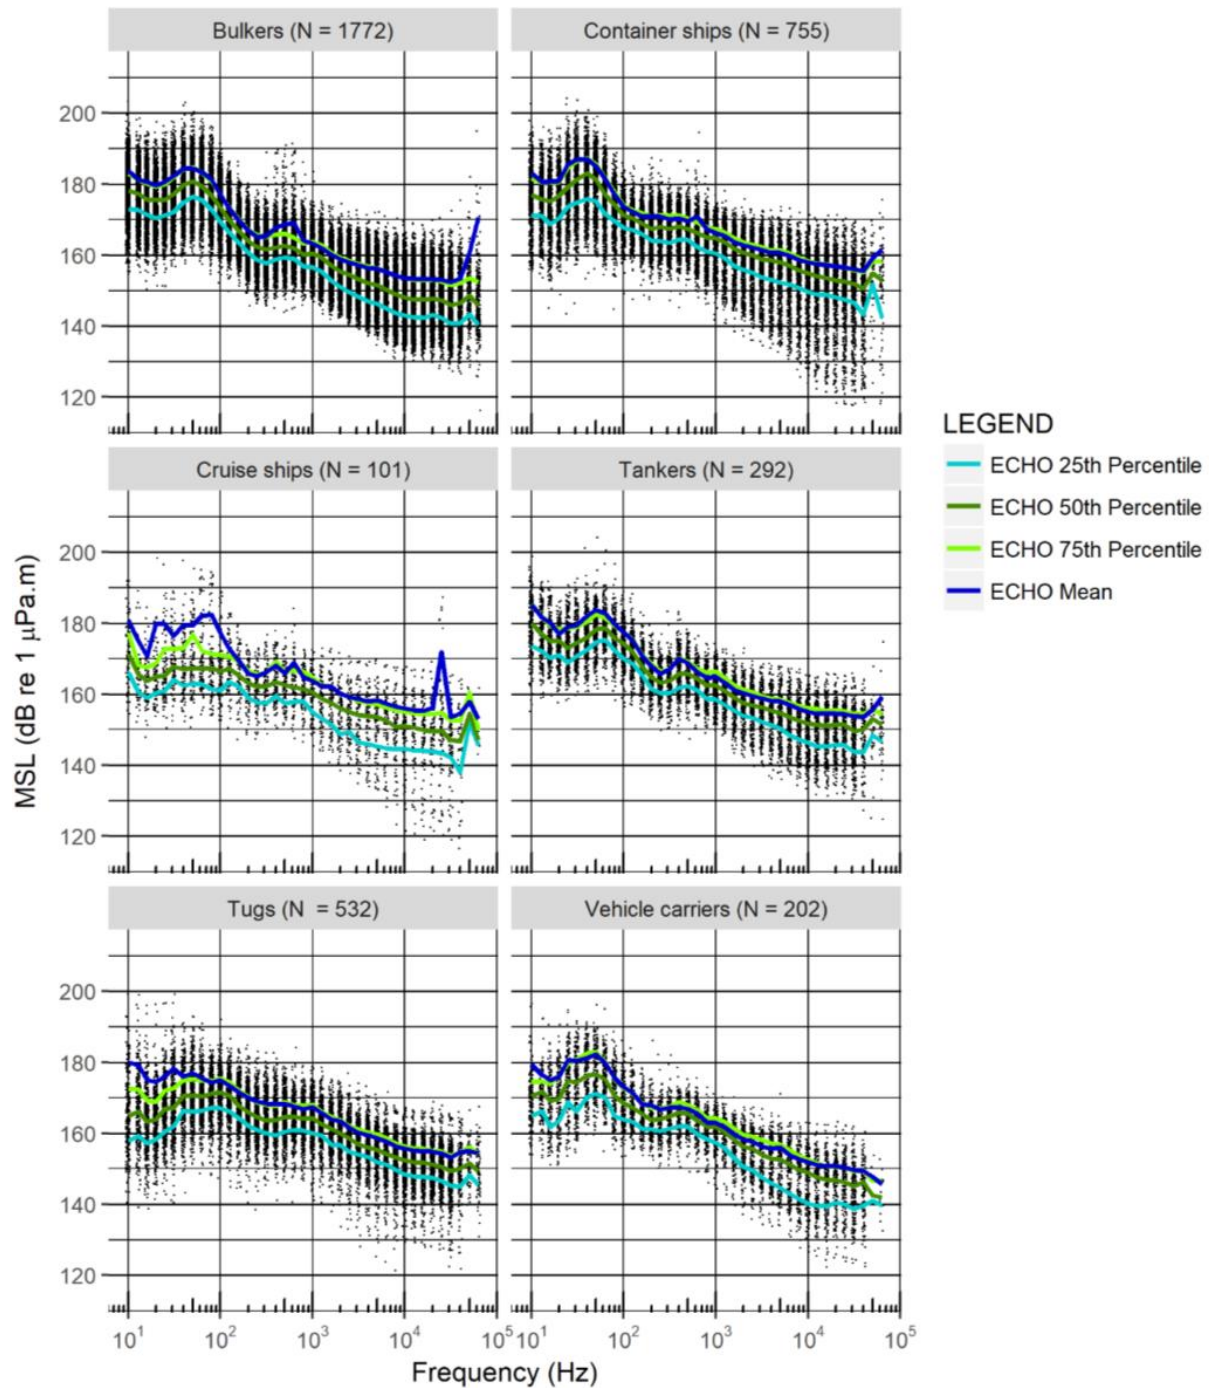 Bulkers (N = 1772)
Container ships (N = 755)
200
180
160
140
120
Cruise ships (N = 101)
Tankers (N = 292)
200
180
160
140
120
Tugs (N  = 532)
Vehicle carriers (N = 202)
200
180
160
140
120
10¹ 10² 10³ 10⁴ 10⁵ 10¹ 10² 10³ 10⁴ 10⁵
Frequency (Hz)
MSL (dB re 1 μPa.m)
LEGEND
ECHO 25th Percentile
ECHO 50th Percentile
ECHO 75th Percentile
ECHO Mean